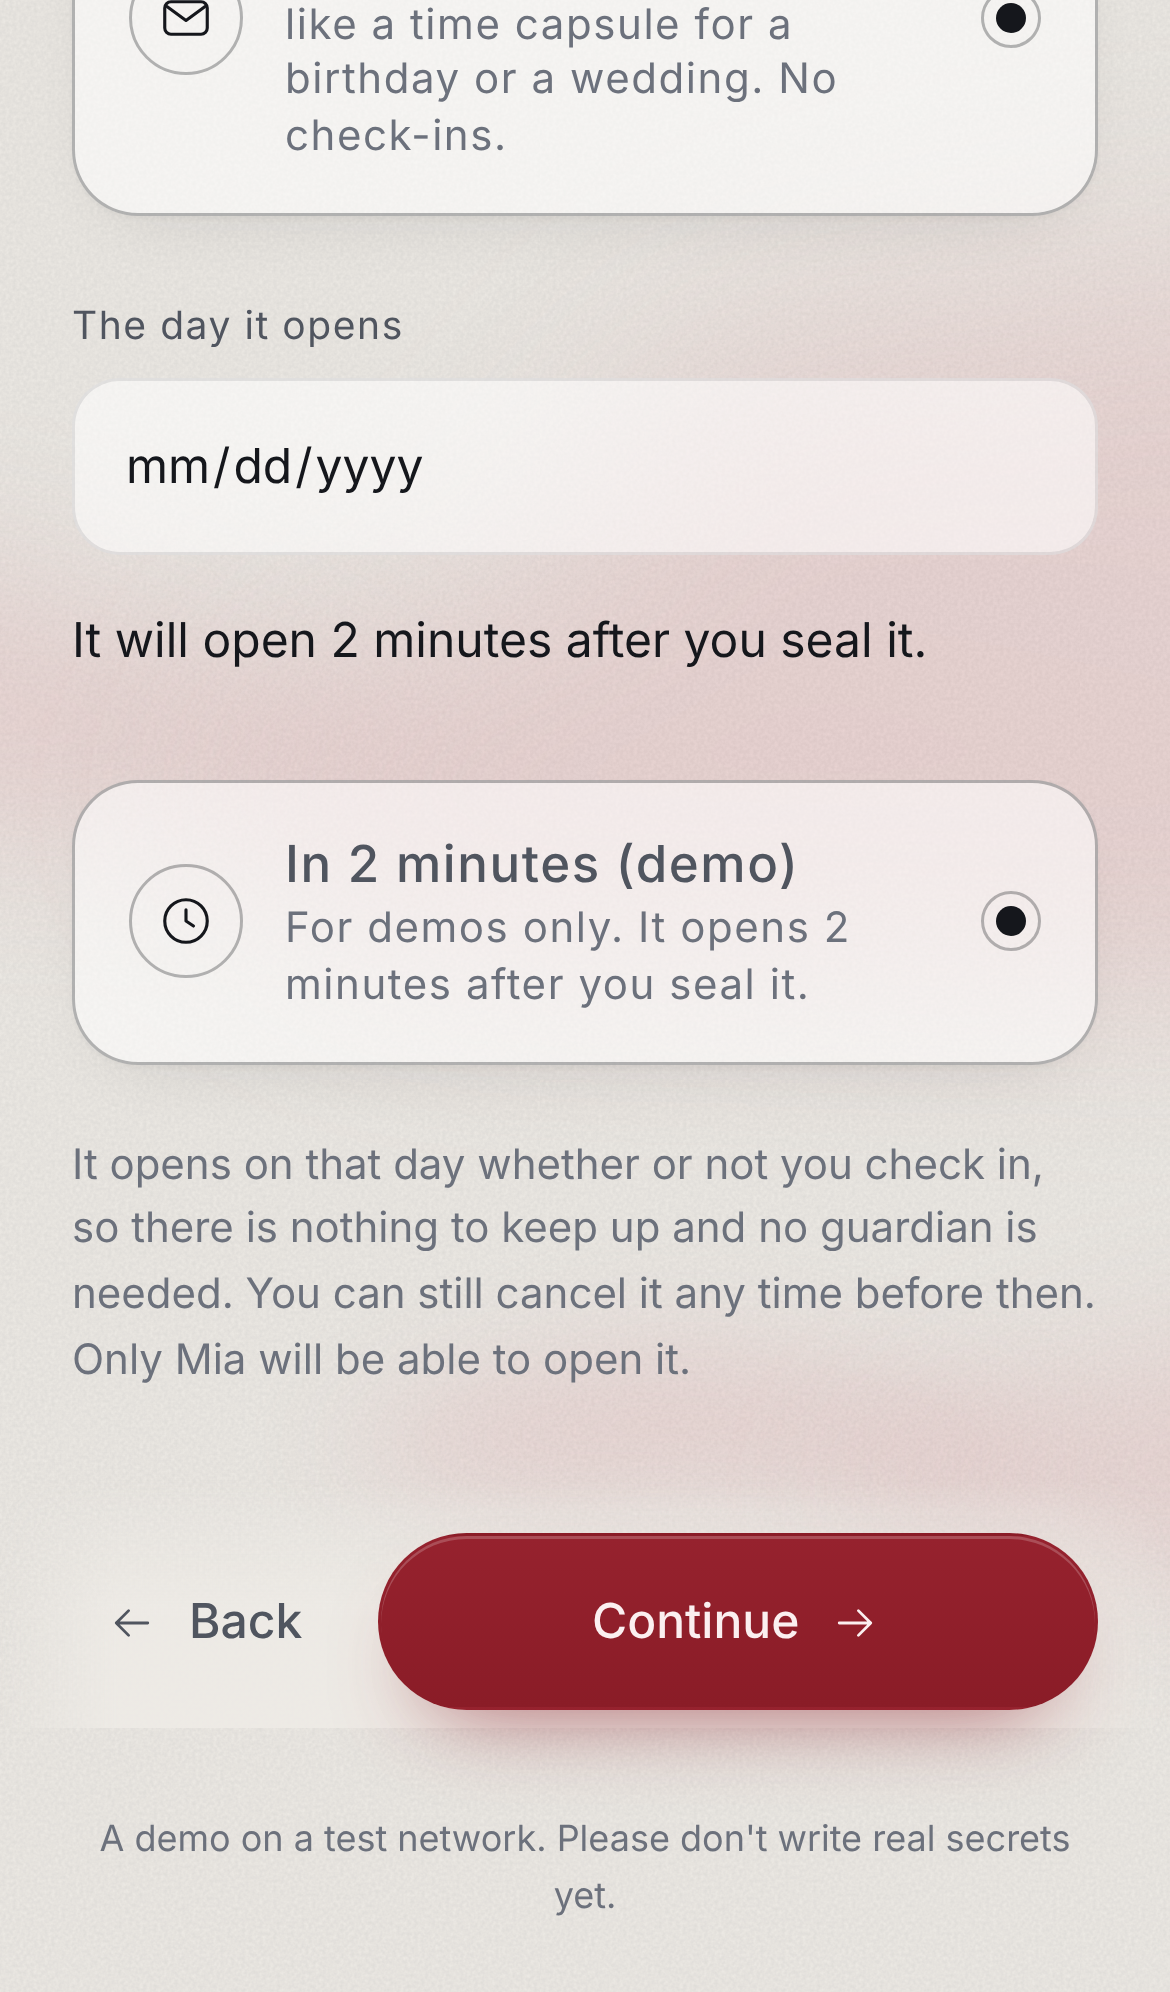 like a time capsule for a
birthday or a wedding. No
check-ins.
The day it opens
mm/dd/yyyy
It will open 2 minutes after you seal it.
In 2 minutes (demo)
For demos only. It opens 2
minutes after you seal it.
It opens on that day whether or not you check in,
so there is nothing to keep up and no guardian is
needed. You can still cancel it any time before then.
Only Mia will be able to open it.
Back
Continue
A demo on a test network. Please don't write real secrets
yet.